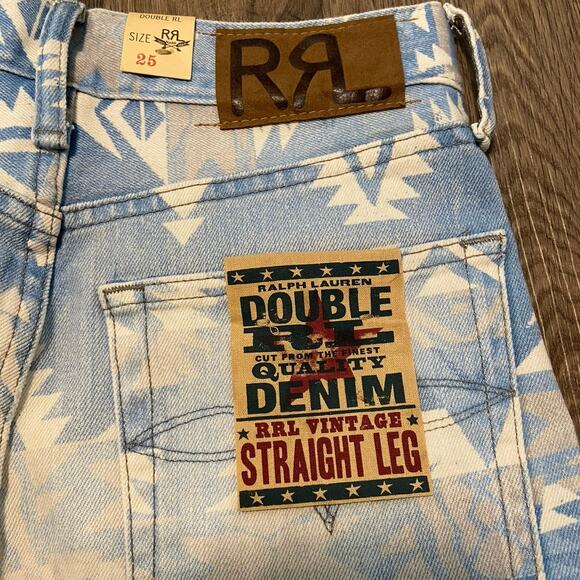 DOUBLE RL
SIZE RRL
25
RRL
RALPH LAUREN
DOUBLE
RL
CUT FROM THE FINEST
QUALITY
DENIM
RRL VINTAGE
STRAIGHT LEG